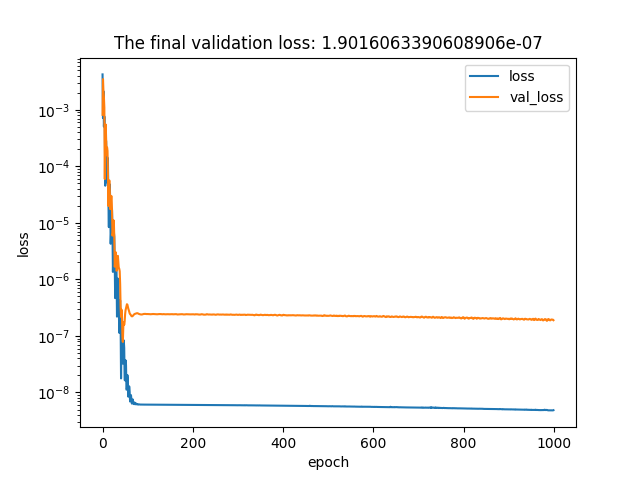 The final validation loss: 1.9016063390608906e-07
loss
val_loss
10⁻³
10⁻⁴
10⁻⁵
10⁻⁶
10⁻⁷
10⁻⁸
loss
0 200 400 600 800 1000
epoch